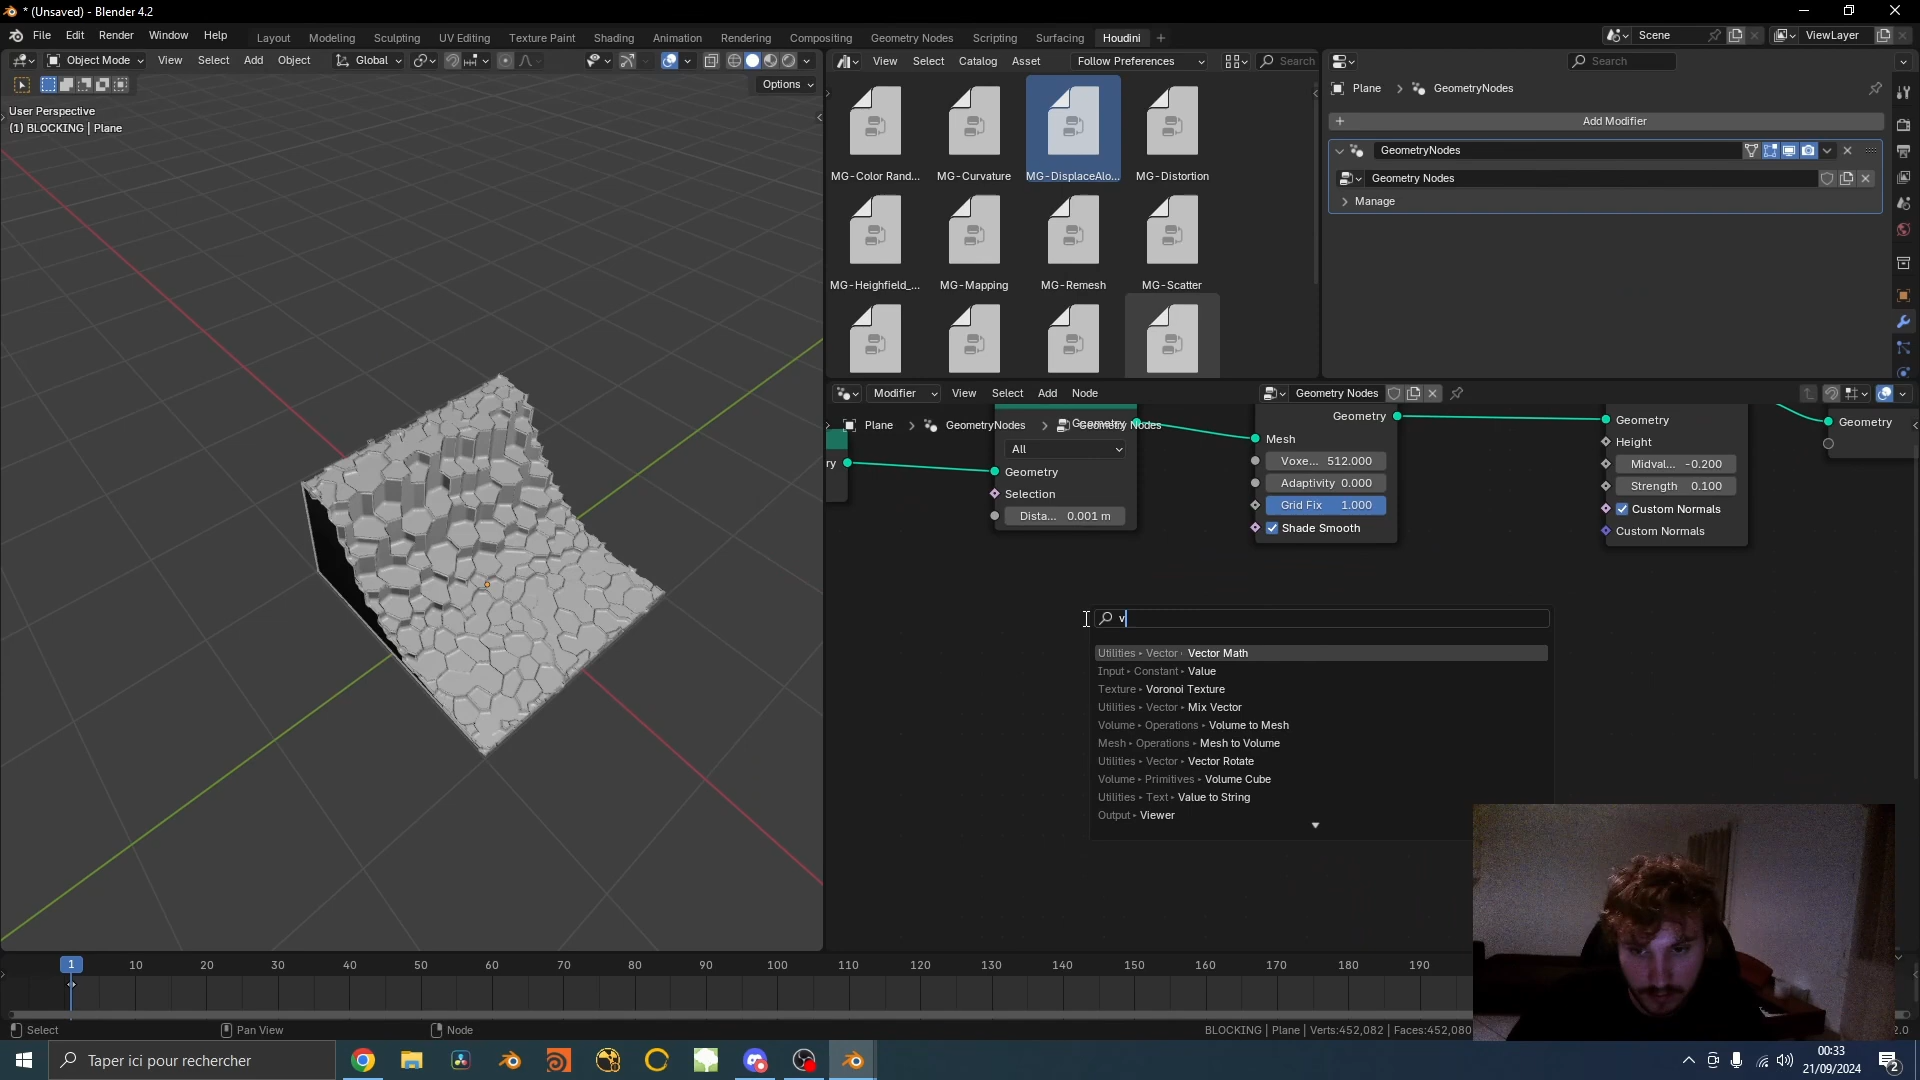 * (Unsaved) - Blender 4.2
File Edit Render Window Help
Layout Modeling Sculpting UV Editing Texture Paint Shading Animation Rendering Compositing Geometry Nodes Scripting Surfacing Houdini +
Scene
ViewLayer
Object Mode View Select Add Object Global
Options
User Perspective
(1) BLOCKING | Plane
View Select Catalog Asset Follow Preferences Search
MG-Color Rand... MG-Curvature MG-DisplaceAlo... MG-Distortion
MG-Heighfield_... MG-Mapping MG-Remesh MG-Scatter
Search
Plane > GeometryNodes
+ Add Modifier
GeometryNodes
Geometry Nodes
Manage
Modifier View Select Add Node Geometry Nodes
Plane > GeometryNodes > Geometry Nodes
ry
Geometry
All
Geometry
Selection
Dista... 0.001 m
Geometry
Mesh
Voxe... 512.000
Adaptivity 0.000
Grid Fix 1.000
Shade Smooth
Geometry
Height
Midval... -0.200
Strength 0.100
Custom Normals
Custom Normals
Geometry
v
Utilities ▸ Vector ▸ Vector Math
Input ▸ Constant ▸ Value
Texture ▸ Voronoi Texture
Utilities ▸ Vector ▸ Mix Vector
Volume ▸ Operations ▸ Volume to Mesh
Mesh ▸ Operations ▸ Mesh to Volume
Utilities ▸ Vector ▸ Vector Rotate
Volume ▸ Primitives ▸ Volume Cube
Utilities ▸ Text ▸ Value to String
Output ▸ Viewer
1 10 20 30 40 50 60 70 80 90 100 110 120 130 140 150 160 170 180 190
Select Pan View Node
BLOCKING | Plane | Verts:452,082 | Faces:452,080
2.0
Taper ici pour rechercher
00:33
21/09/2024
2